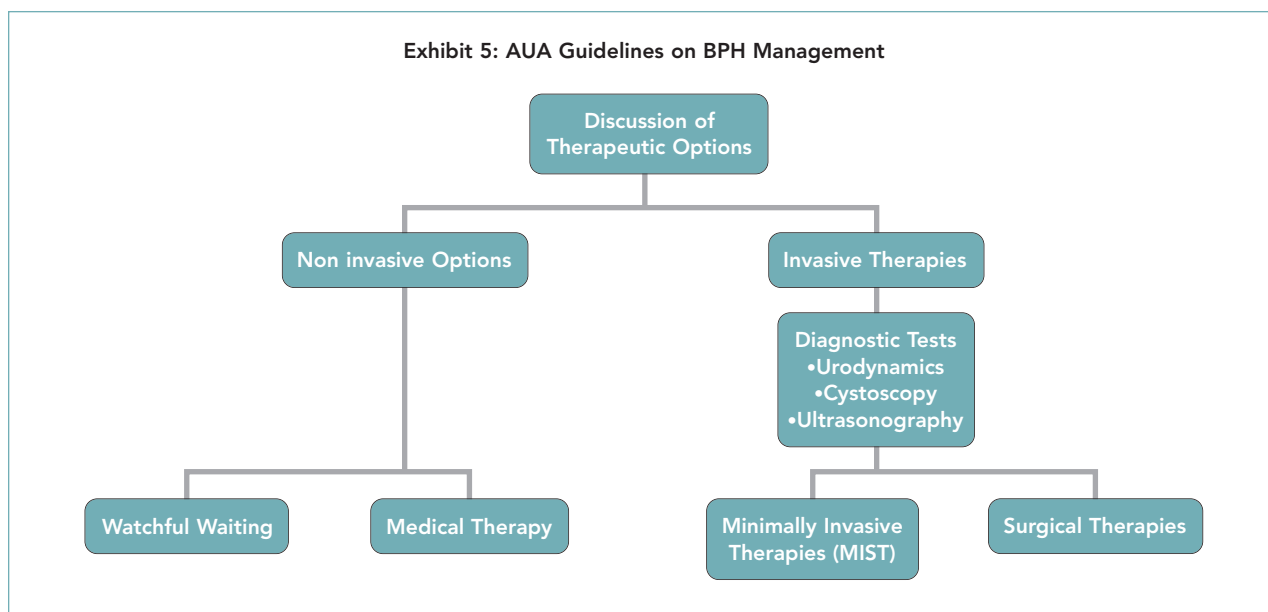 Exhibit 5: AUA Guidelines on BPH Management
Discussion of
Therapeutic Options
Non invasive Options
Invasive Therapies
Diagnostic Tests
•Urodynamics
•Cystoscopy
•Ultrasonography
Watchful Waiting
Medical Therapy
Minimally Invasive
Therapies (MIST)
Surgical Therapies